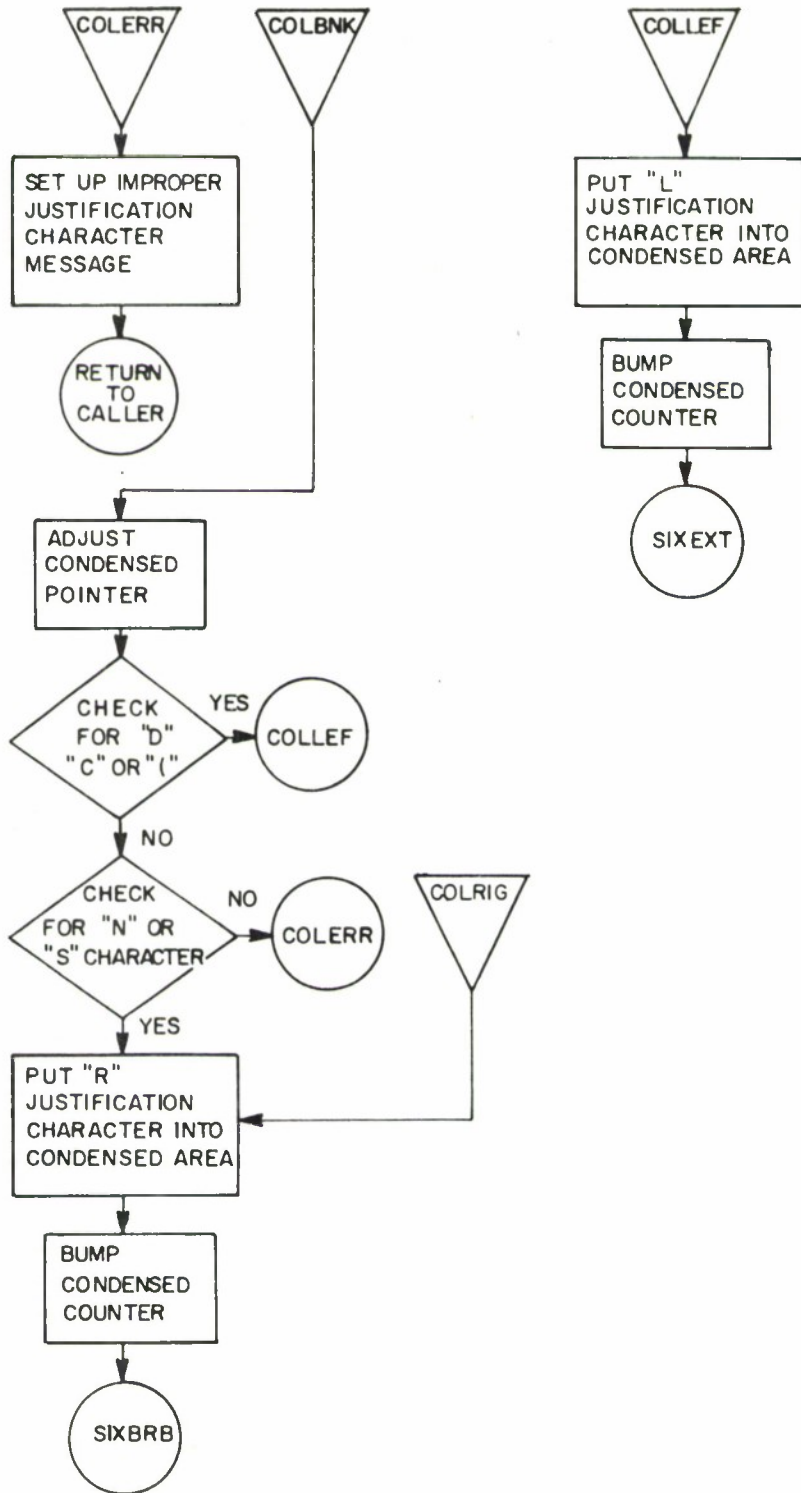 COLERR
COLBNK
COLLEF
SET UP IMPROPER
JUSTIFICATION
CHARACTER
MESSAGE
RETURN
TO
CALLER
PUT "L"
JUSTIFICATION
CHARACTER INTO
CONDENSED AREA
BUMP
CONDENSED
COUNTER
SIXEXT
ADJUST
CONDENSED
POINTER
CHECK
FOR "D"
"C" OR "("
YES
COLLEF
NO
CHECK
FOR "N" OR
"S" CHARACTER
NO
COLERR
COLRIG
YES
PUT "R"
JUSTIFICATION
CHARACTER INTO
CONDENSED AREA
BUMP
CONDENSED
COUNTER
SIXBRB